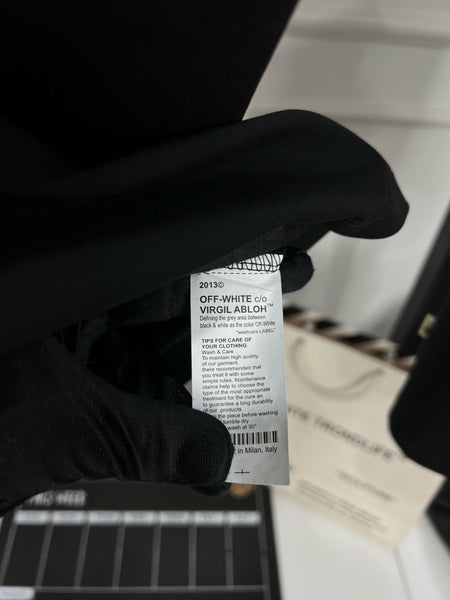 2013©
OFF-WHITE c/o
VIRGIL ABLOH™
Defining the grey area between
black & white as the color Off-White
"washcare LABEL"
TIPS FOR CARE OF
YOUR CLOTHING
Wash & Care
To maintain high quality
of our garment
there recommended that
you treat it with some
simple rules. Maintenance
claims help to choose the
type of the most appropriate
treatment for the cure an
to guarantee a long durability
of our. products
the piece before washing
tumble dry
wash at 30°
in Milan, Italy